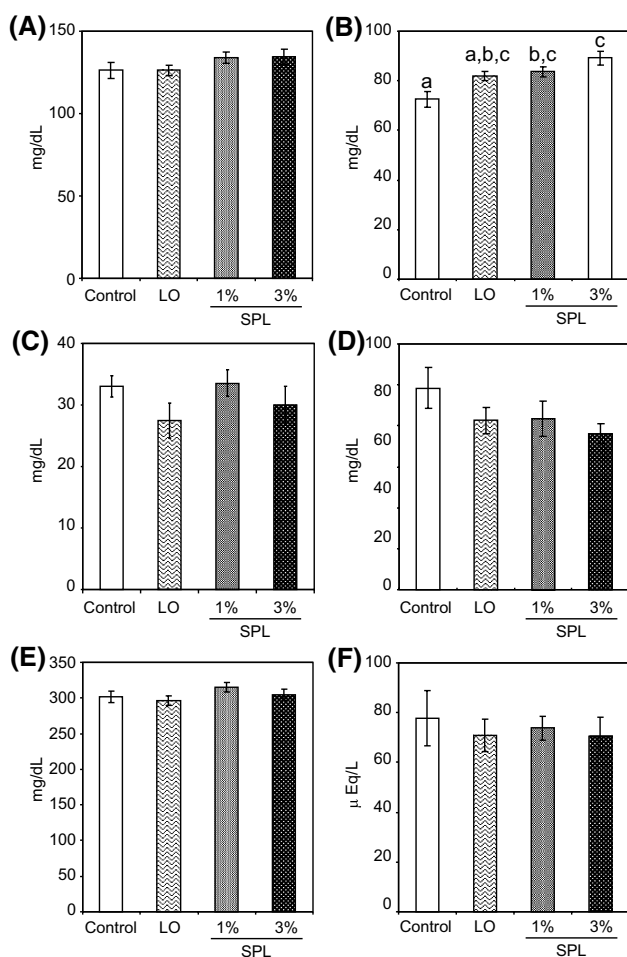 (A)
150
100
50
0
mg/dL
Control LO 1% 3%
SPL
(B)
100
80
60
40
20
0
mg/dL
a a,b,c b,c c
Control LO 1% 3%
SPL
(C)
40
30
20
10
0
mg/dL
Control LO 1% 3%
SPL
(D)
100
80
60
40
20
0
mg/dL
Control LO 1% 3%
SPL
(E)
350
300
250
200
150
100
50
0
mg/dL
Control LO 1% 3%
SPL
(F)
100
80
60
40
20
0
μ Eq/L
Control LO 1% 3%
SPL